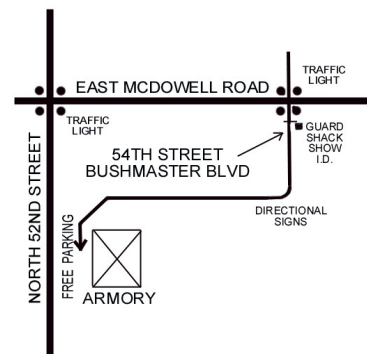 EAST MCDOWELL ROAD
TRAFFIC
LIGHT
TRAFFIC
LIGHT
GUARD
SHACK
SHOW
I.D.
54TH STREET
BUSHMASTER BLVD
NORTH 52ND STREET
DIRECTIONAL
SIGNS
FREE PARKING
ARMORY